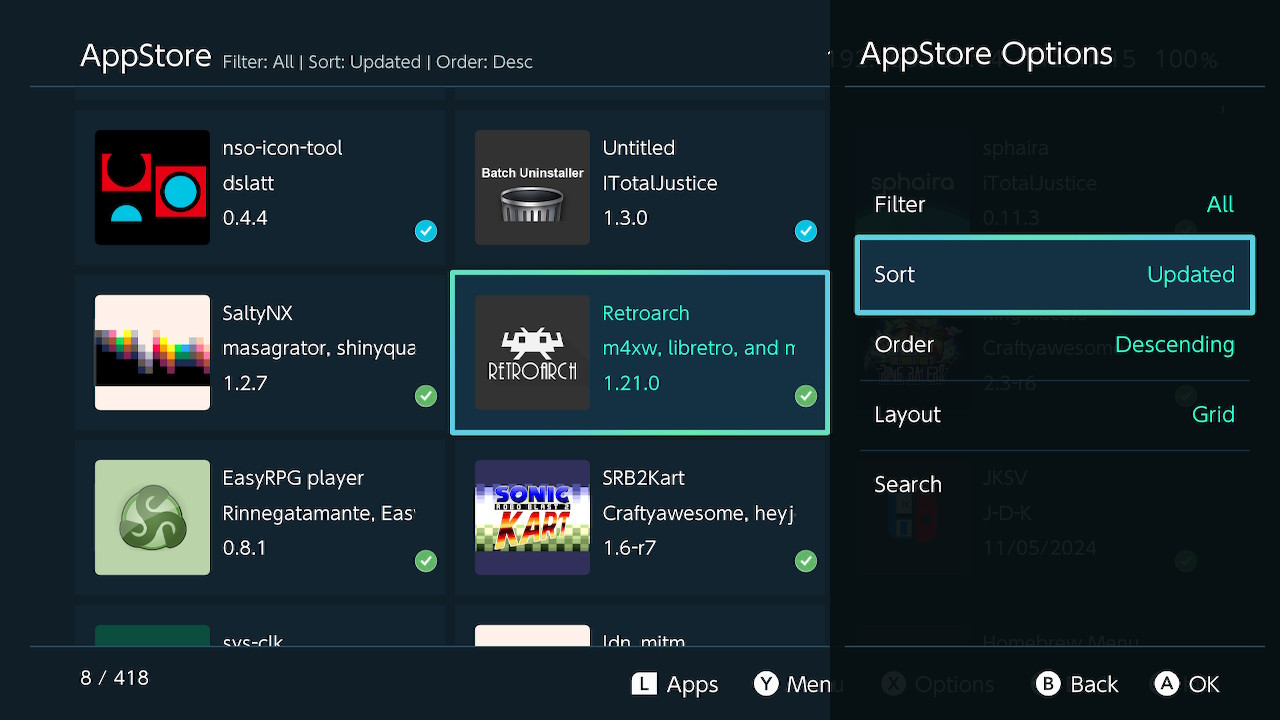 AppStore Filter: All | Sort: Updated | Order: Desc
AppStore Options
100%
nso-icon-tool
dslatt
0.4.4
Batch Uninstaller
Untitled
ITotalJustice
1.3.0
sphaira
sphaira
ITotalJustice
0.11.3
Filter All
Sort Updated
Order Descending
Layout Grid
Search
SaltyNX
masagrator, shinyqua
1.2.7
RETROARCH
Retroarch
m4xw, libretro, and m
1.21.0
Craftyawesom
2.3-r6
EasyRPG player
Rinnegatamante, Eas
0.8.1
SONIC
ROBO BLAST 2
KART
SRB2Kart
Craftyawesome, heyj
1.6-r7
JKSV
J-D-K
11/05/2024
sys-clk
ldn_mitm
Homebrew Menu
8 / 418
L Apps
Y Menu
X Options
B Back
A OK